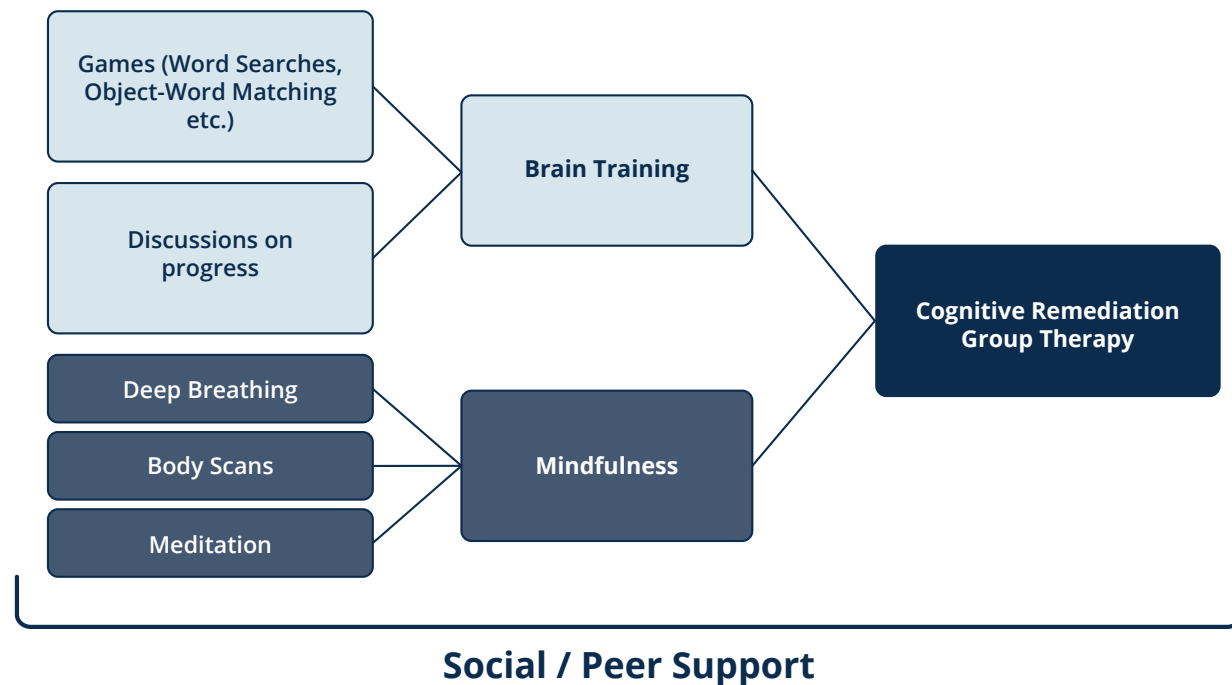 Games (Word Searches,
Object-Word Matching
et.)
Discussions on
progress
Deep Breathing
Body Scans
Meditation
Brain Training
Mindfulness
Cognitive Remediation
Group Therapy
Social / Peer Support